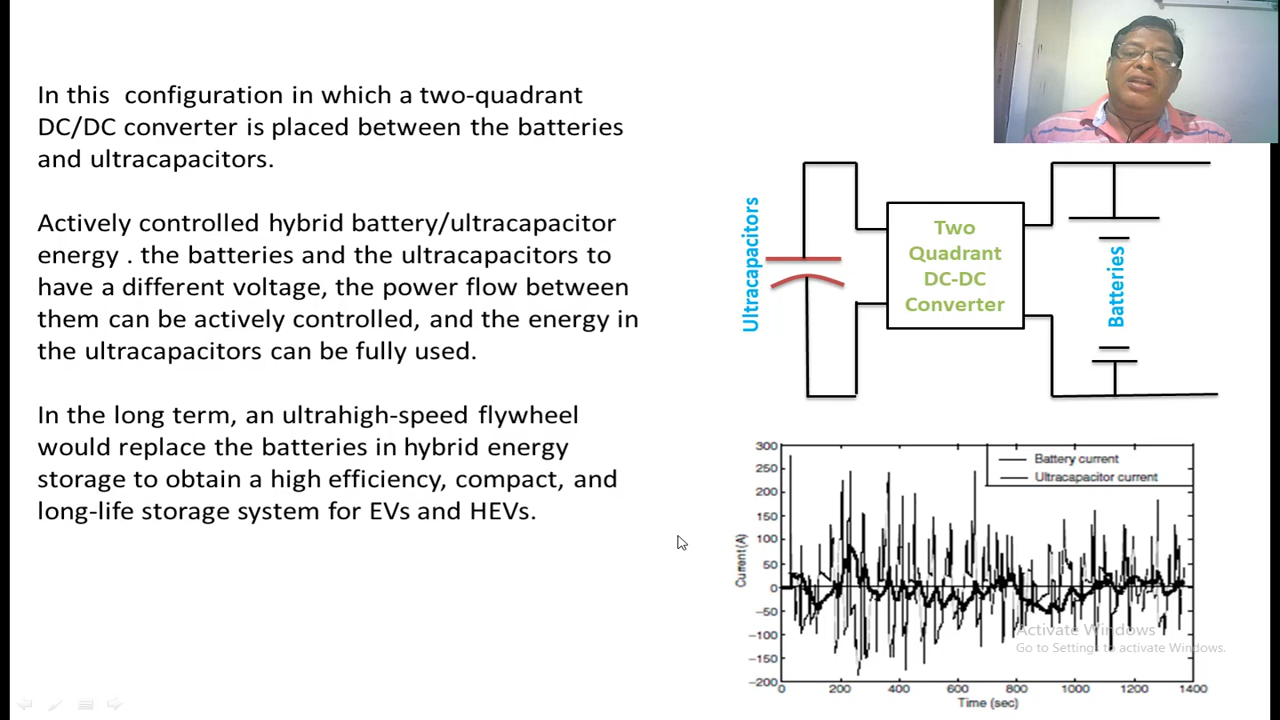 In this  configuration in which a two-quadrant
DC/DC converter is placed between the batteries
and ultracapacitors.
Actively controlled hybrid battery/ultracapacitor
energy . the batteries and the ultracapacitors to
have a different voltage, the power flow between
them can be actively controlled, and the energy in
the ultracapacitors can be fully used.
In the long term, an ultrahigh-speed flywheel
would replace the batteries in hybrid energy
storage to obtain a high efficiency, compact, and
long-life storage system for EVs and HEVs.
Ultracapacitors
Two
Quadrant
DC-DC
Converter
Batteries
300
250
200
150
100
50
0
−50
−100
−150
−200
Current(A)
Battery current
Ultracapacitor current
0 200 400 600 800 1000 1200 1400
Time (sec)
Activate Windows
Go to Settings to activate Windows.